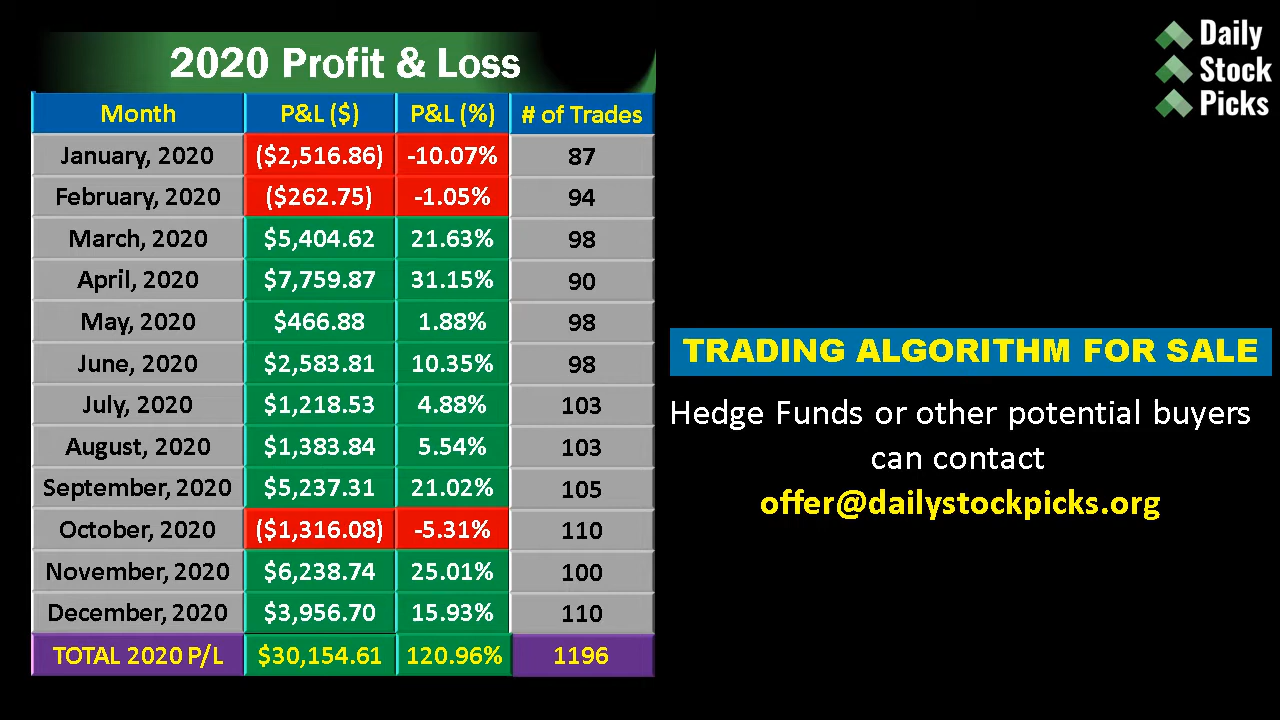 2020 Profit & Loss
Daily
Stock
Picks
Month P&L ($) P&L (%) # of Trades
January, 2020 ($2,516.86) -10.07% 87
February, 2020 ($262.75) -1.05% 94
March, 2020 $5,404.62 21.63% 98
April, 2020 $7,759.87 31.15% 90
May, 2020 $466.88 1.88% 98
June, 2020 $2,583.81 10.35% 98
July, 2020 $1,218.53 4.88% 103
August, 2020 $1,383.84 5.54% 103
September, 2020 $5,237.31 21.02% 105
October, 2020 ($1,316.08) -5.31% 110
November, 2020 $6,238.74 25.01% 100
December, 2020 $3,956.70 15.93% 110
TOTAL 2020 P/L $30,154.61 120.96% 1196
TRADING ALGORITHM FOR SALE
Hedge Funds or other potential buyers
can contact
offer@dailystockpicks.org